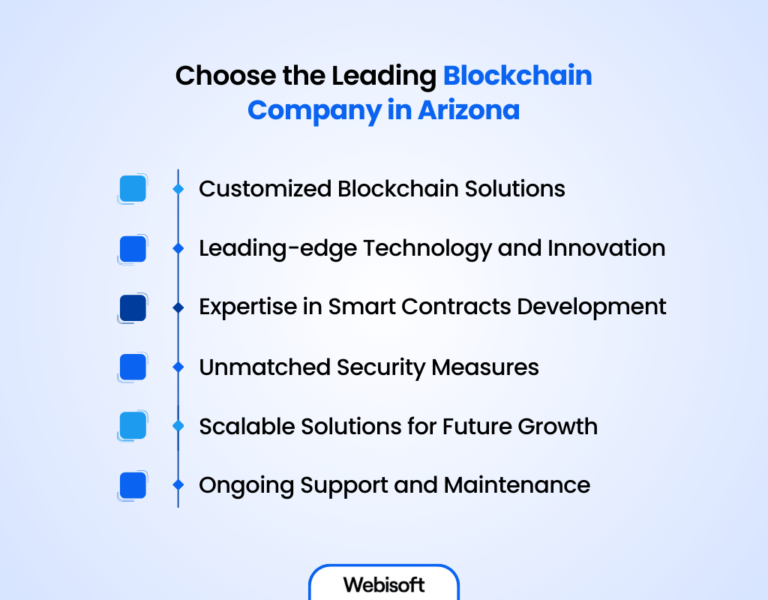 Choose the Leading Blockchain
Company in Arizona
Customized Blockchain Solutions
Leading-edge Technology and Innovation
Expertise in Smart Contracts Development
Unmatched Security Measures
Scalable Solutions for Future Growth
Ongoing Support and Maintenance
Webisoft